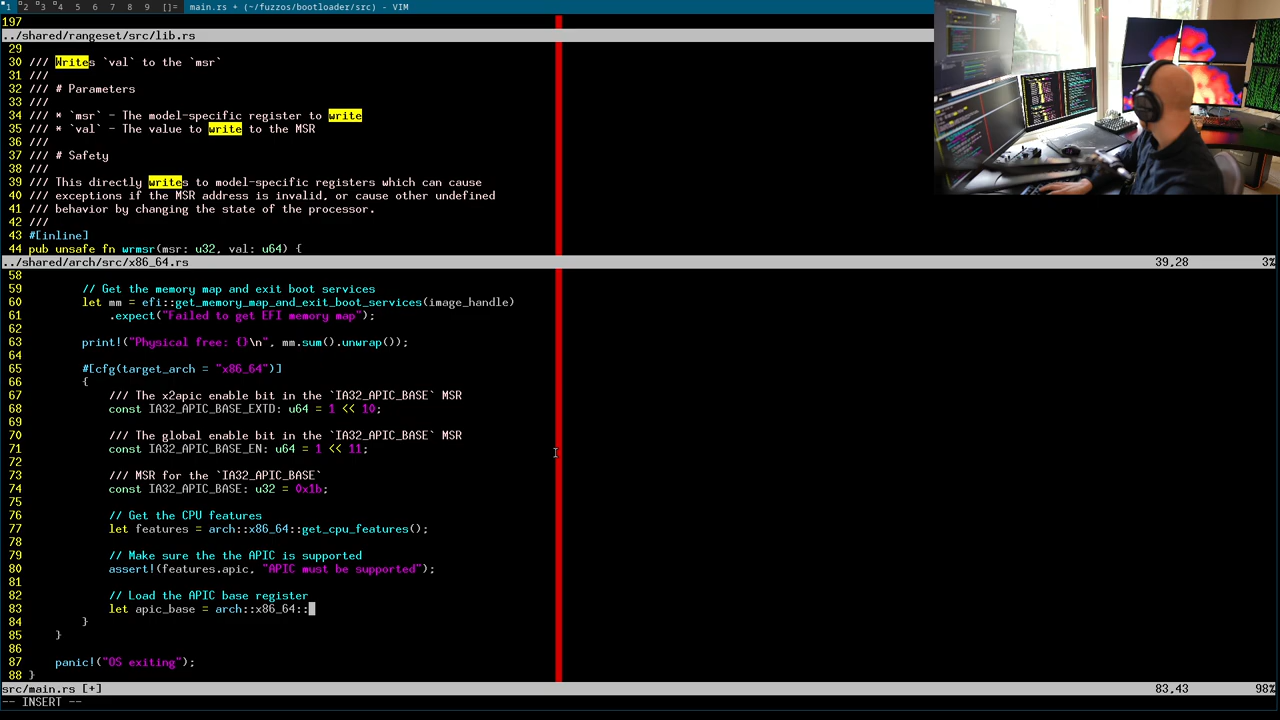 1 2 3 4 5 6 7 8 9 []= main.rs + (~/fuzzos/bootloader/src) - VIM
197
../shared/rangeset/src/lib.rs
29
30 /// Writes `val` to the `msr`
31 ///
32 /// # Parameters
33 ///
34 /// * `msr` - The model-specific register to write
35 /// * `val` - The value to write to the MSR
36 ///
37 /// # Safety
38 ///
39 /// This directly writes to model-specific registers which can cause
40 /// exceptions if the MSR address is invalid, or cause other undefined
41 /// behavior by changing the state of the processor.
42 ///
43 #[inline]
44 pub unsafe fn wrmsr(msr: u32, val: u64) {
../shared/arch/src/x86_64.rs 39,28 3%
58
59 // Get the memory map and exit boot services
60 let mm = efi::get_memory_map_and_exit_boot_services(image_handle)
61 .expect("Failed to get EFI memory map");
62
63 print!("Physical free: {}\n", mm.sum().unwrap());
64
65 #[cfg(target_arch = "x86_64")]
66 {
67 /// The x2apic enable bit in the `IA32_APIC_BASE` MSR
68 const IA32_APIC_BASE_EXTD: u64 = 1 << 10;
69
70 /// The global enable bit in the `IA32_APIC_BASE` MSR
71 const IA32_APIC_BASE_EN: u64 = 1 << 11;
72
73 /// MSR for the `IA32_APIC_BASE`
74 const IA32_APIC_BASE: u32 = 0x1b;
75
76 // Get the CPU features
77 let features = arch::x86_64::get_cpu_features();
78
79 // Make sure the the APIC is supported
80 assert!(features.apic, "APIC must be supported");
81
82 // Load the APIC base register
83 let apic_base = arch::x86_64::
84 }
85 }
86
87 panic!("OS exiting");
88 }
src/main.rs [+] 83,43 98%
-- INSERT --